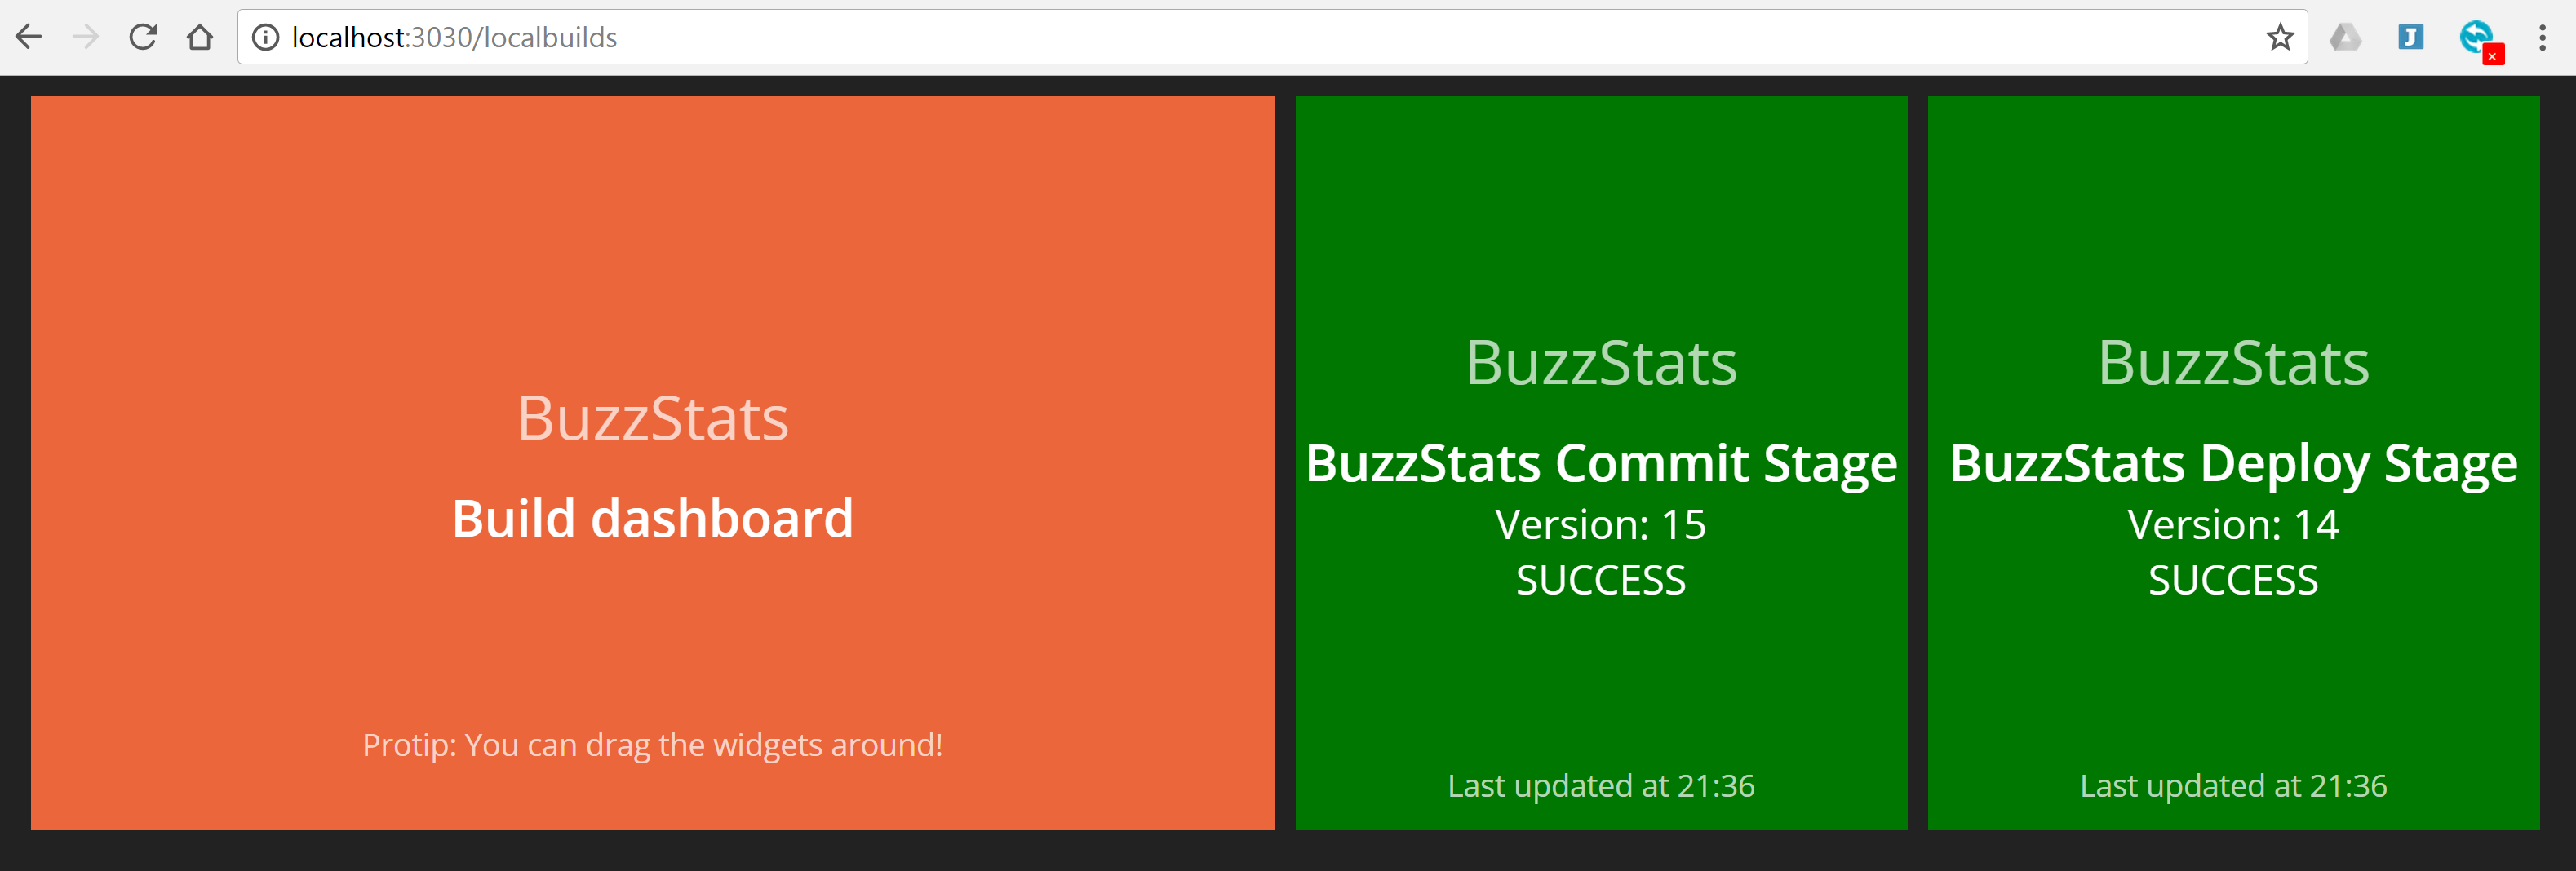 localhost:3030/localbuilds
J
x
BuzzStats
Build dashboard
Protip: You can drag the widgets around!
BuzzStats
BuzzStats Commit Stage
Version: 15
SUCCESS
Last updated at 21:36
BuzzStats
BuzzStats Deploy Stage
Version: 14
SUCCESS
Last updated at 21:36